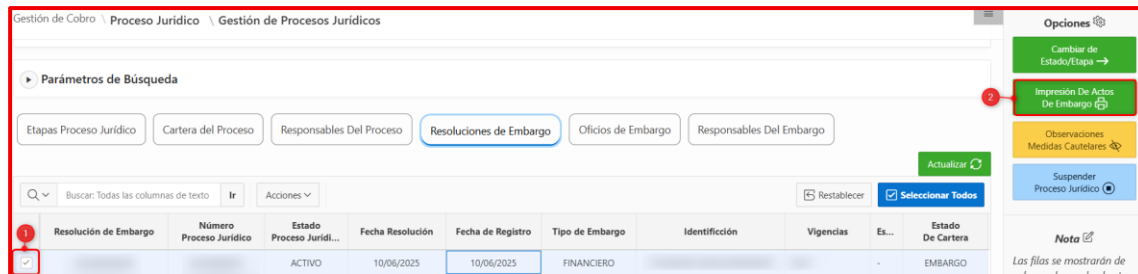 Gestión de Cobro \ Proceso Jurídico \ Gestión de Procesos Jurídicos
Opciones
Cambiar de
Estado/Etapa →
Parámetros de Búsqueda
2
Impresión De Actos
De Embargo
Etapas Proceso Jurídico
Cartera del Proceso
Responsables Del Proceso
Resoluciones de Embargo
Oficios de Embargo
Responsables Del Embargo
Observaciones
Medidas Cautelares
Actualizar
Suspender
Proceso Jurídico
Buscar: Todas las columnas de texto
Ir
Acciones
Restablecer
Seleccionar Todos
1
Resolución de Embargo
Número
Proceso Jurídico
Estado
Proceso Jurídi...
Fecha Resolución
Fecha de Registro
Tipo de Embargo
Identificción
Vigencias
Es...
Estado
De Cartera
Nota
ACTIVO
10/06/2025
10/06/2025
FINANCIERO
-
EMBARGO
Las filas se mostrarán de